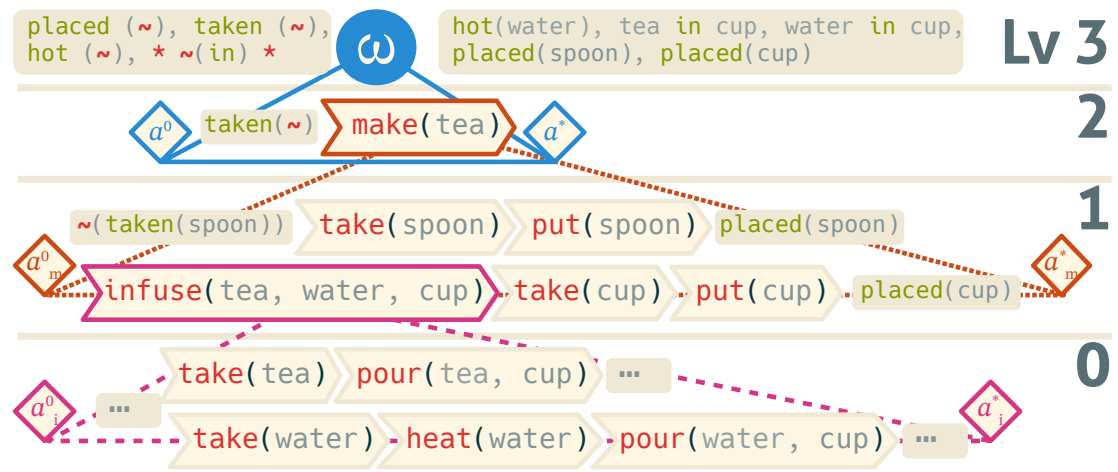 placed (~), taken (~),
hot (~), * ~(in) *
ω
hot(water), tea in cup, water in cup,
placed(spoon), placed(cup)
Lv 3
a⁰
taken(~)
make(tea)
a*
2
~(taken(spoon))
take(spoon)
put(spoon)
placed(spoon)
1
a⁰m
infuse(tea, water, cup)
take(cup)
put(cup)
placed(cup)
a*m
take(tea)
pour(tea, cup)
…
0
a⁰i
…
take(water)
heat(water)
pour(water, cup)
…
a*i